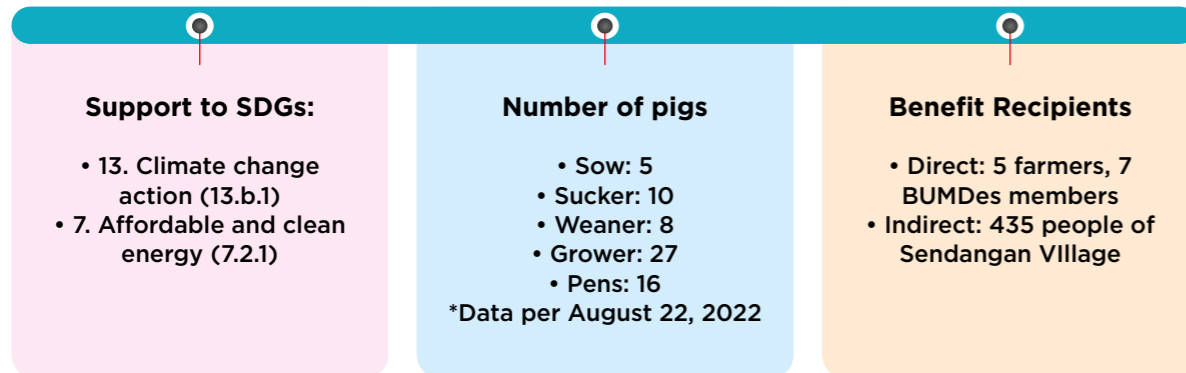 Support to SDGs:
• 13. Climate change
action (13.b.1)
• 7. Affordable and clean
energy (7.2.1)
Number of pigs
• Sow: 5
• Sucker: 10
• Weaner: 8
• Grower: 27
• Pens: 16
*Data per August 22, 2022
Benefit Recipients
• Direct: 5 farmers, 7
BUMDes members
• Indirect: 435 people of
Sendangan VIllage